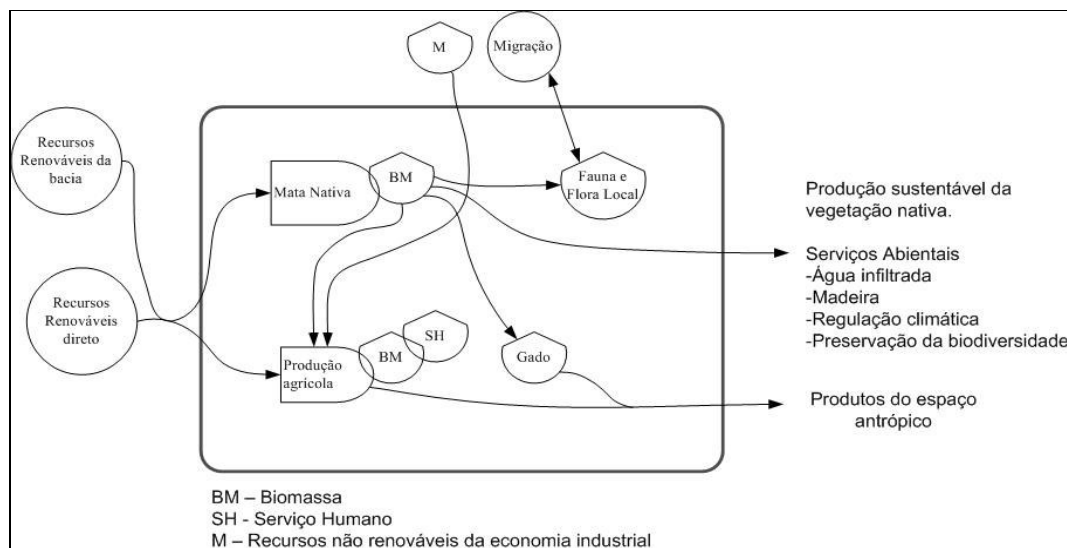 M
Migração
Recursos
Renováveis da
bacia
Mata Nativa
BM
Fauna e
Flora Local
Produção sustentável da
vegetação nativa.
Serviços Abientais
-Água infiltrada
-Madeira
-Regulação climática
-Preservação da biodiversidade
Recursos
Renováveis
direto
Produção
agricola
BM
SH
Gado
Produtos do espaço
antrópico
BM – Biomassa
SH - Serviço Humano
M – Recursos não renováveis da economia industrial